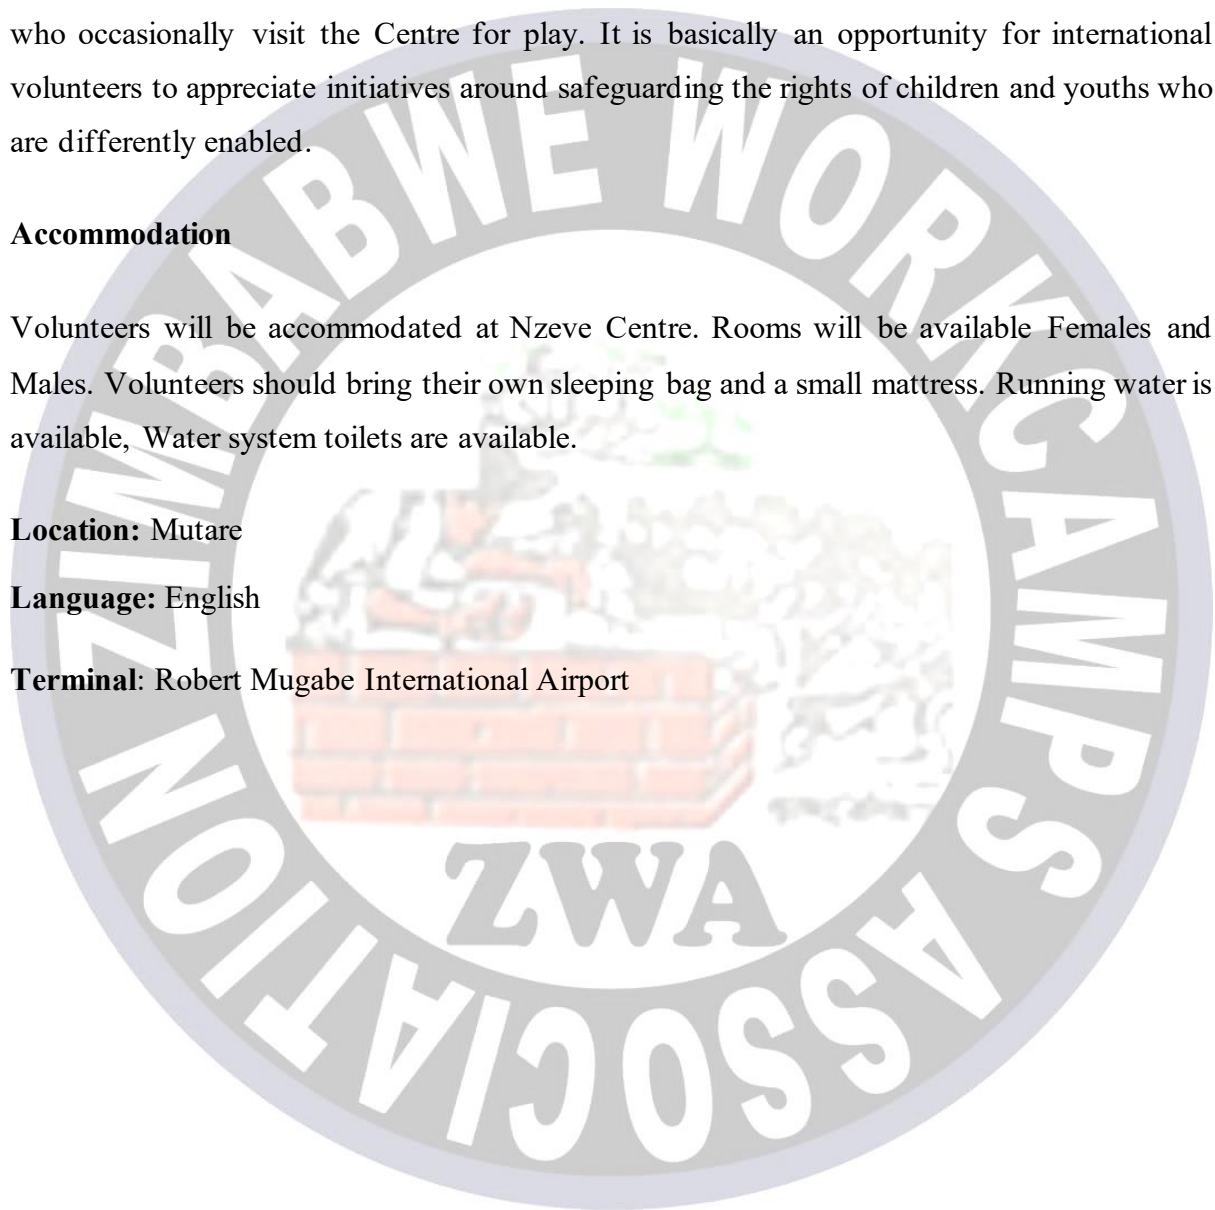 who occasionally visit the Centre for play. It is basically an opportunity for international
volunteers to appreciate initiatives around safeguarding the rights of children and youths who
are differently enabled.
Accommodation
Volunteers will be accommodated at Nzeve Centre. Rooms will be available Females and
Males. Volunteers should bring their own sleeping bag and a small mattress. Running water is
available, Water system toilets are available.
Location: Mutare
Language: English
Terminal: Robert Mugabe International Airport
ZIMBABWE WORKCAMPS ASSOCIATION
ZWA